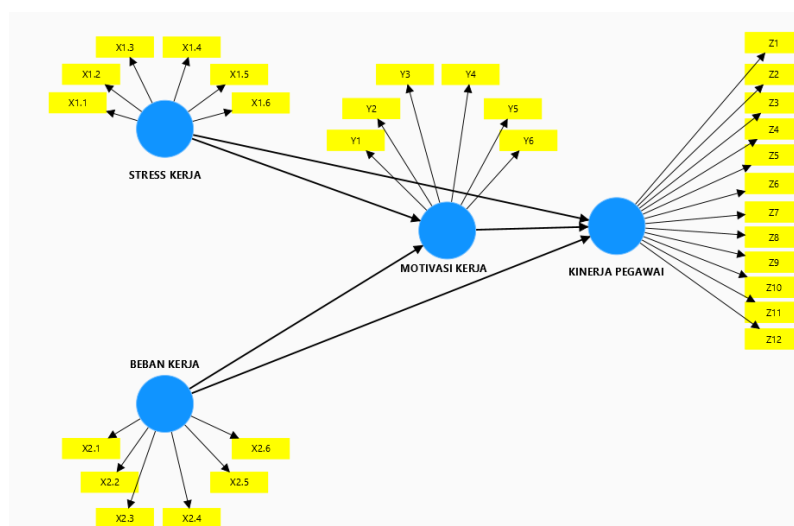 X1.3
X1.4
X1.2
X1.5
X1.1
X1.6
STRESS KERJA
Y3
Y4
Y2
Y5
Y1
Y6
MOTIVASI KERJA
KINERJA PEGAWAI
Z1
Z2
Z3
Z4
Z5
Z6
Z7
Z8
Z9
Z10
Z11
Z12
BEBAN KERJA
X2.1
X2.6
X2.2
X2.5
X2.3
X2.4